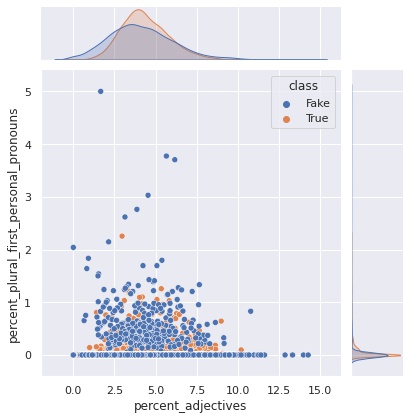 class
Fake
True
5
4
3
2
1
0
percent_plural_first_personal_pronouns
0.0 2.5 5.0 7.5 10.0 12.5 15.0
percent_adjectives